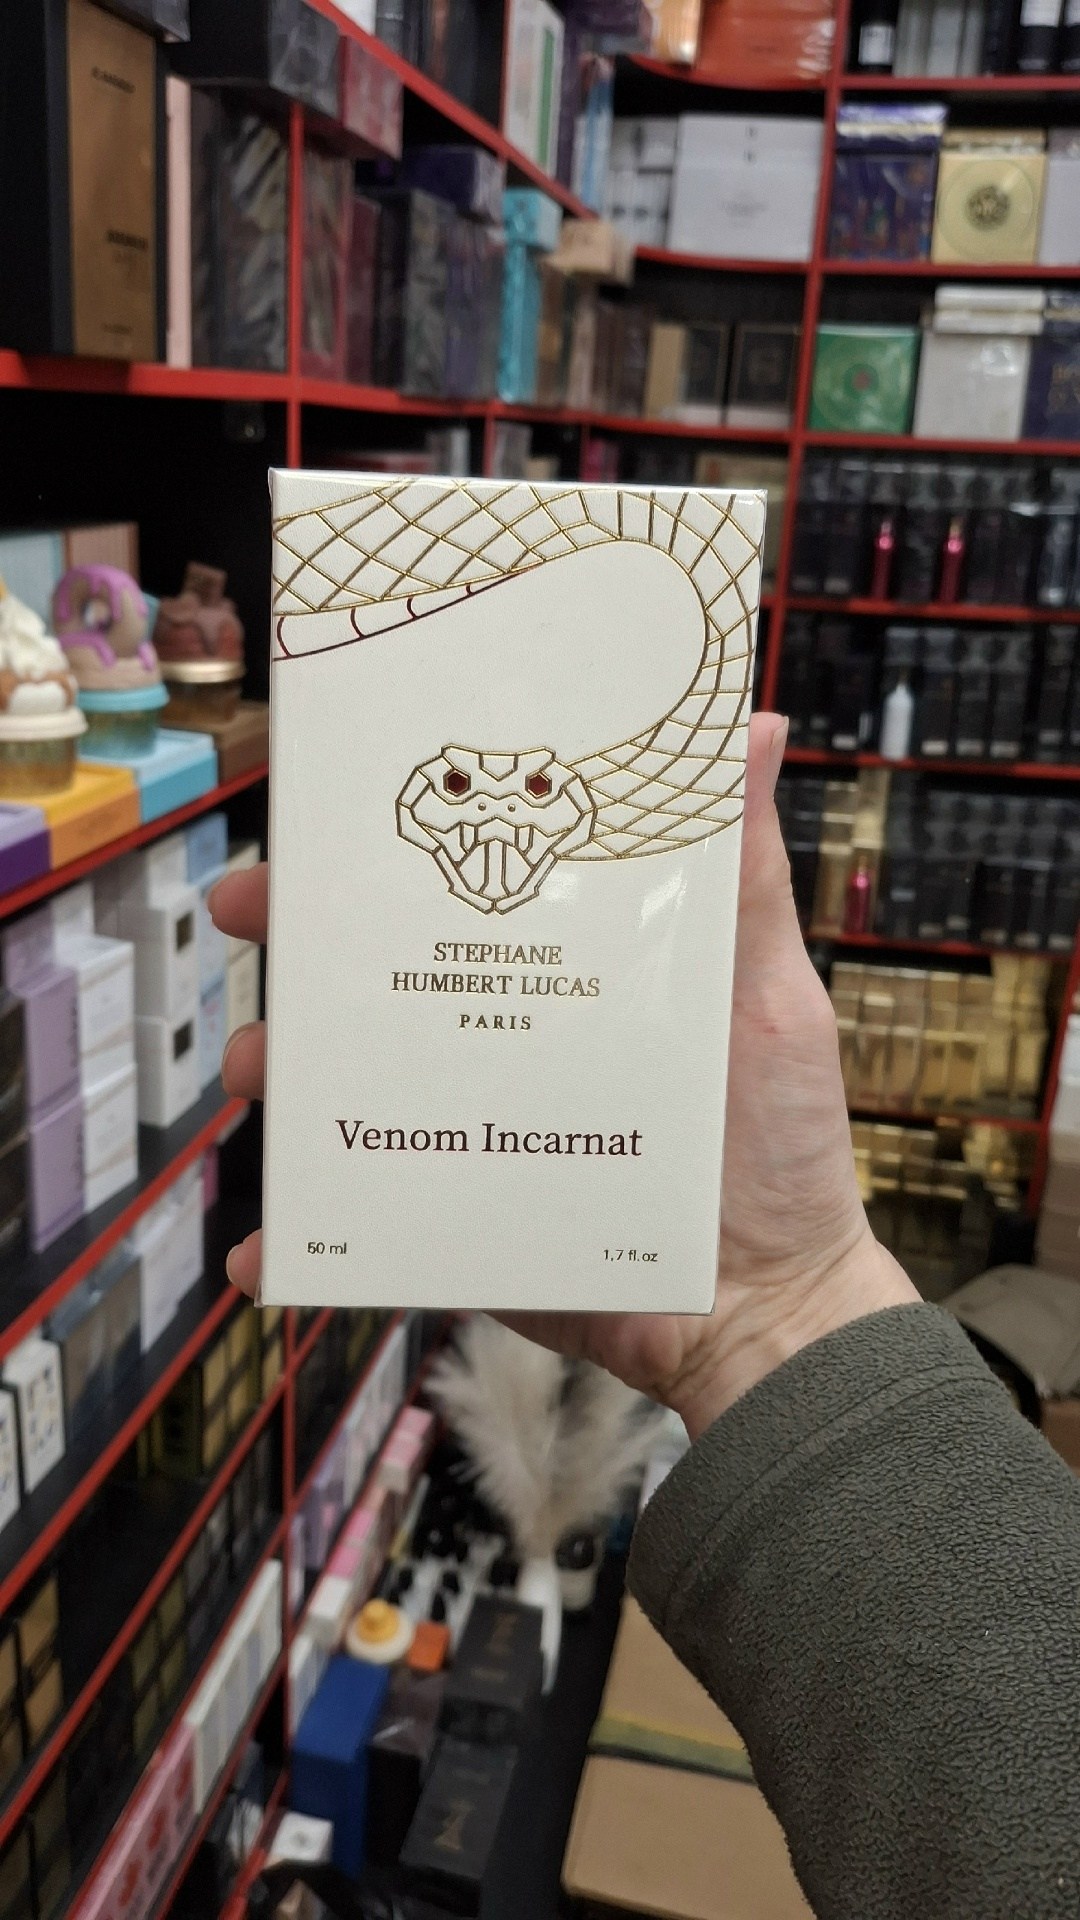 STEPHANE
HUMBERT LUCAS
PARIS
Venom Incarnat
50 ml 1,7 fl.oz